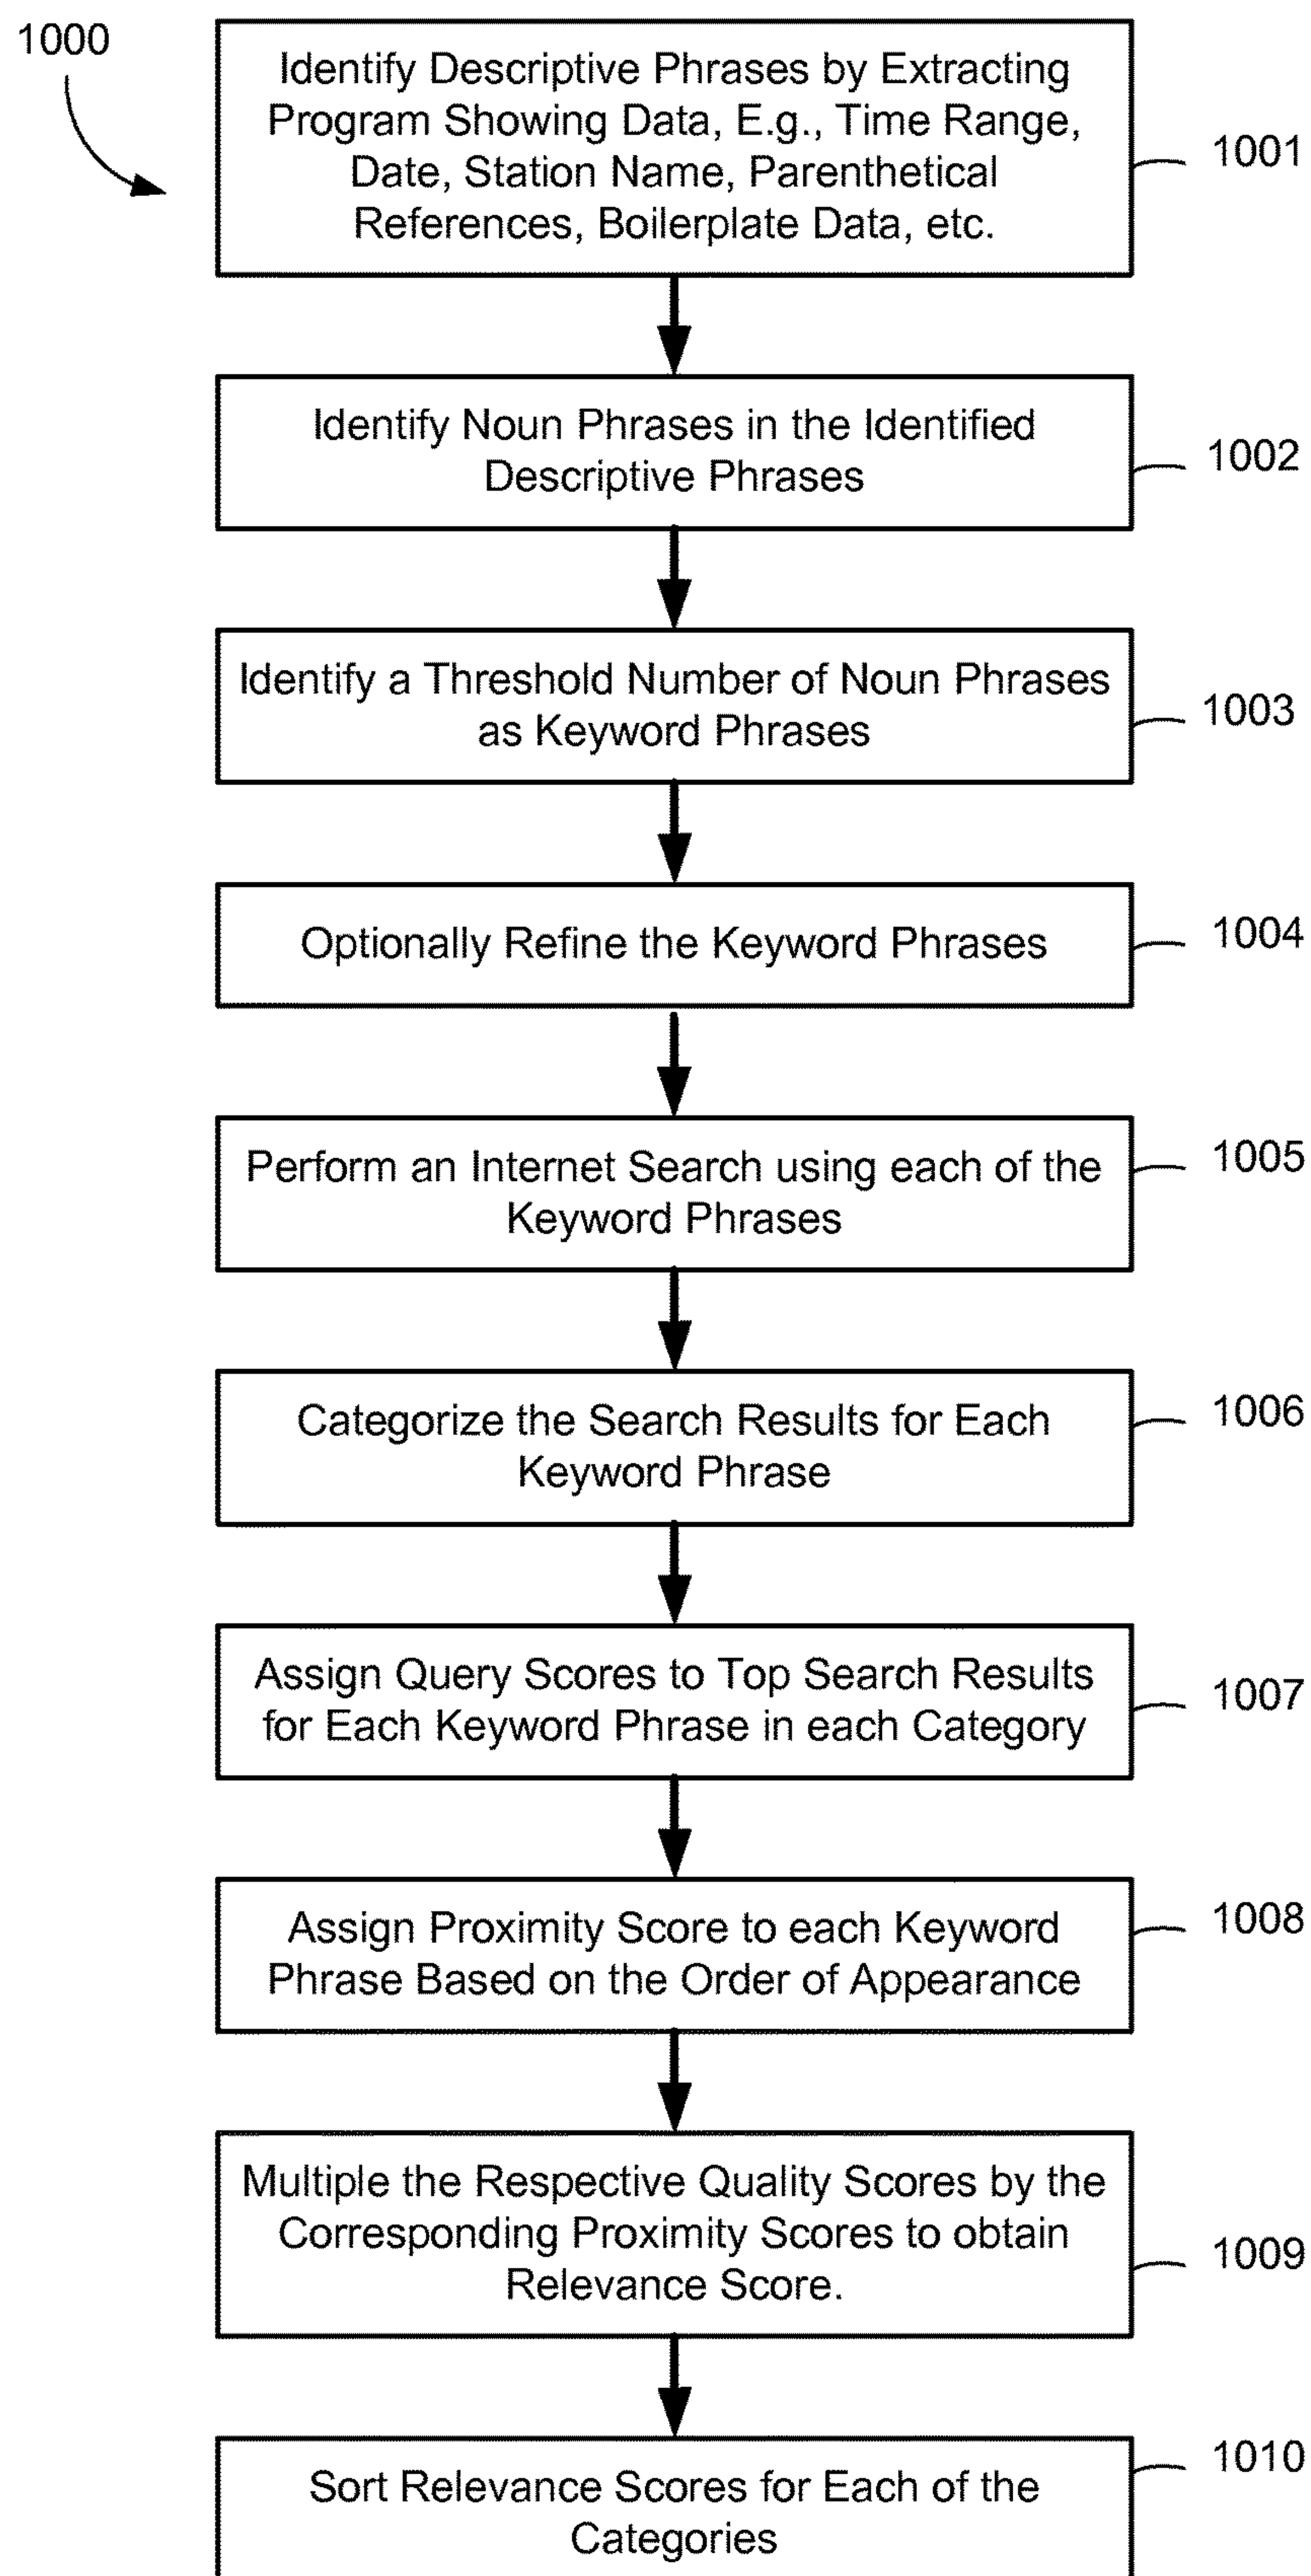 1000
Identify Descriptive Phrases by Extracting
Program Showing Data, E.g., Time Range,
Date, Station Name, Parenthetical
References, Boilerplate Data, etc.
1001
Identify Noun Phrases in the Identified
Descriptive Phrases
1002
Identify a Threshold Number of Noun Phrases
as Keyword Phrases
1003
Optionally Refine the Keyword Phrases
1004
Perform an Internet Search using each of the
Keyword Phrases
1005
Categorize the Search Results for Each
Keyword Phrase
1006
Assign Query Scores to Top Search Results
for Each Keyword Phrase in each Category
1007
Assign Proximity Score to each Keyword
Phrase Based on the Order of Appearance
1008
Multiple the Respective Quality Scores by the
Corresponding Proximity Scores to obtain
Relevance Score.
1009
Sort Relevance Scores for Each of the
Categories
1010